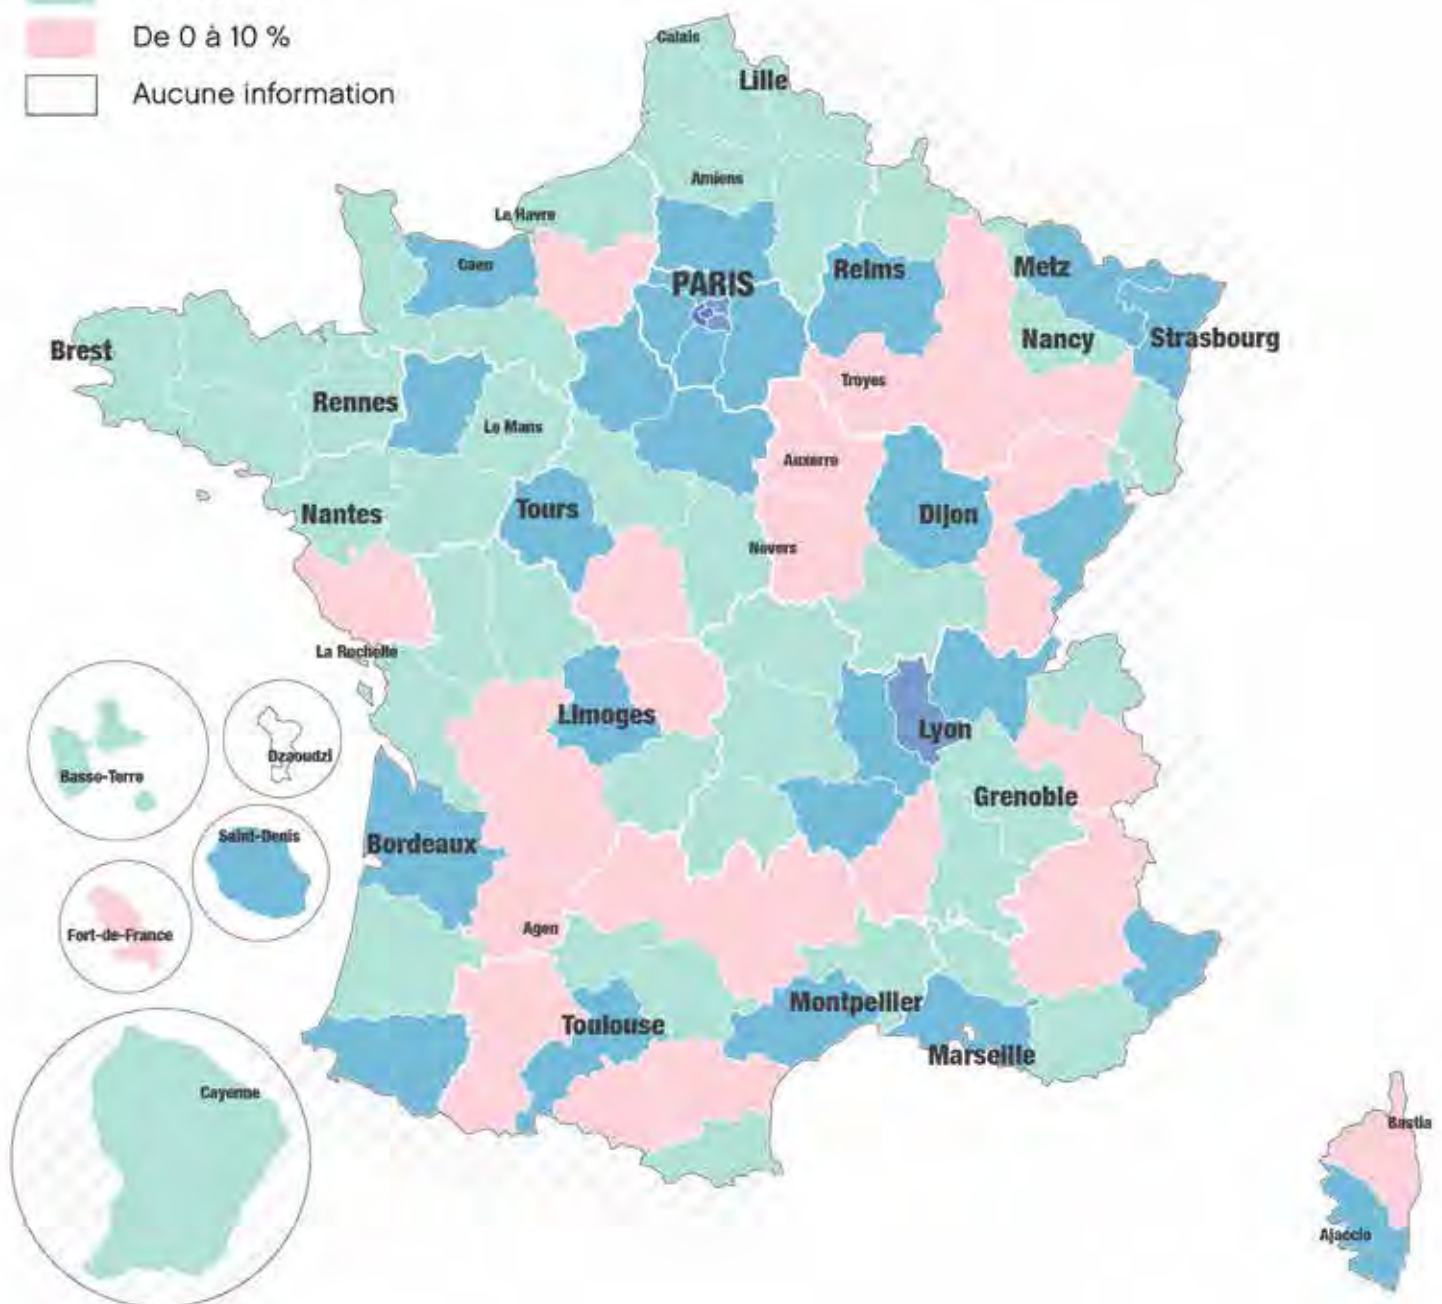 De 0 à 10 %
Aucune information
Calais
Lille
Amiens
Le Havre
Caen
PARIS
Reims
Metz
Nancy
Strasbourg
Brest
Rennes
Le Mans
Troyes
Auxerre
Nantes
Tours
Dijon
Nevers
La Rochelle
Limoges
Lyon
Basse-Terre
Dzaoudzi
Grenoble
Saint-Denis
Bordeaux
Fort-de-France
Agen
Montpellier
Toulouse
Marseille
Cayenne
Bastia
Ajaccio